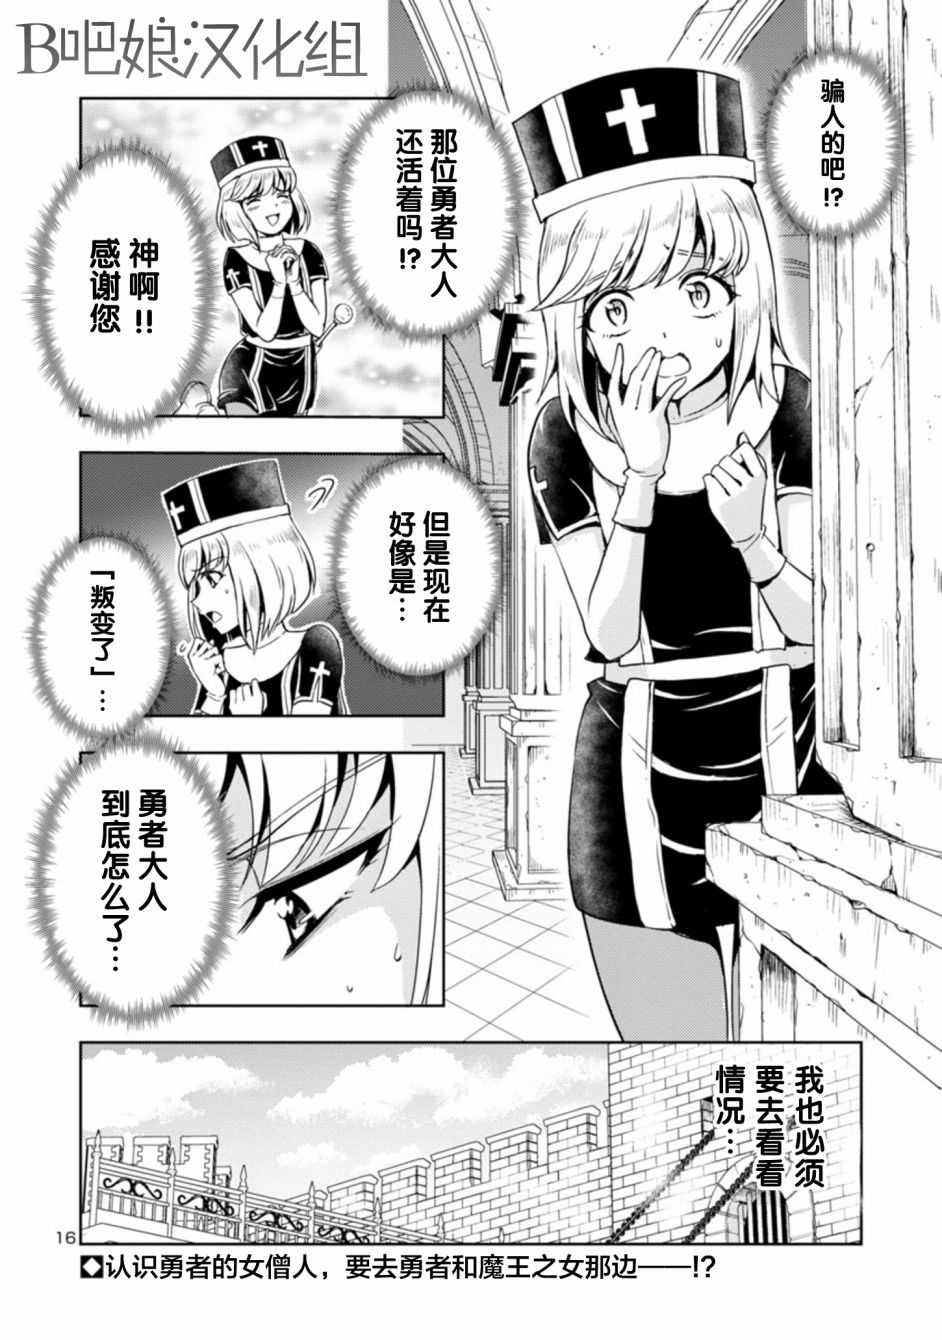 B吧娘汉化组
骗人的吧!?
那位勇者大人
还活着吗!?
神啊!!
感谢您
但是现在
好像是…
「叛变了」…
勇者大人
到底怎么了…
我也必须
要去看看
情况…
16
◆认识勇者的女僧人，要去勇者和魔王之女那边——!?